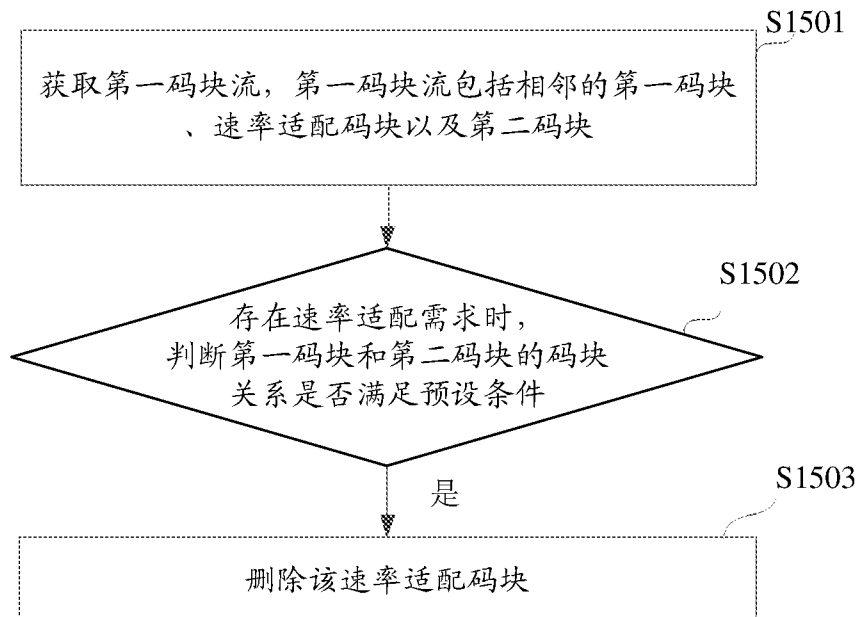 S1501
获取第一码块流，第一码块流包括相邻的第一码块
、速率适配码块以及第二码块
S1502
存在速率适配需求时，
判断第一码块和第二码块的码块
关系是否满足预设条件
是
S1503
删除该速率适配码块